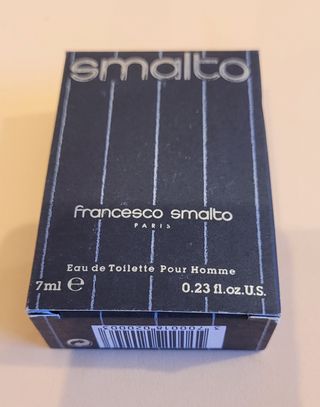 smalto
francesco smalto
PARIS
Eau de Toilette Pour Homme
7ml ℮ 0.23 fl.oz.U.S.